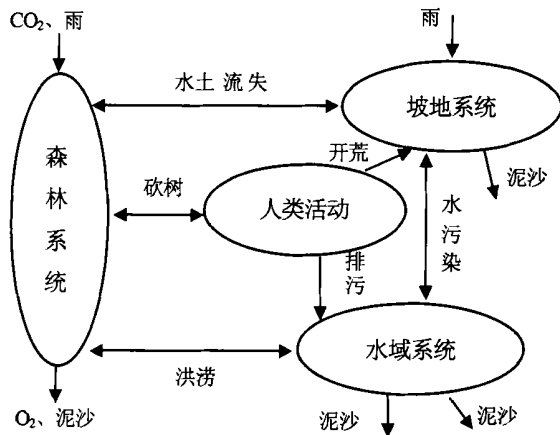 CO₂、雨
雨
水土流失
坡地系统
森林系统
开荒
泥沙
砍树
人类活动
水污染
排污
洪涝
水域系统
O₂、泥沙
泥沙
泥沙